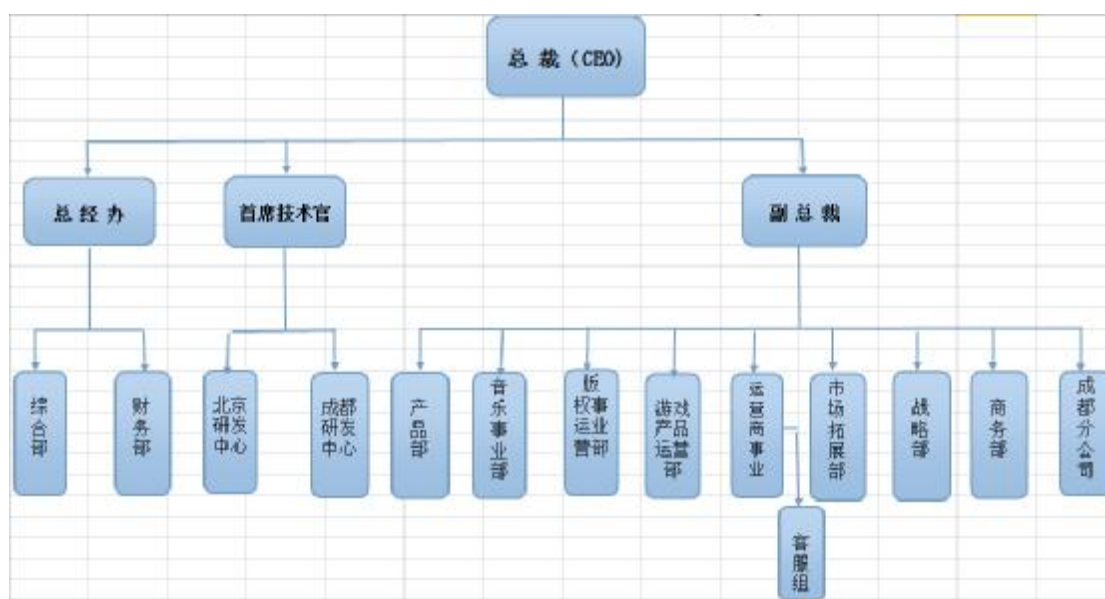 总 裁（CEO）
总 经 办
首席技术官
副 总 裁
综合部
财务部
北京研发中心
成都研发中心
产品部
音乐事业部
版权事业运营部
游戏产品运营部
运营商事业
市场拓展部
战略部
商务部
成都分公司
客服组